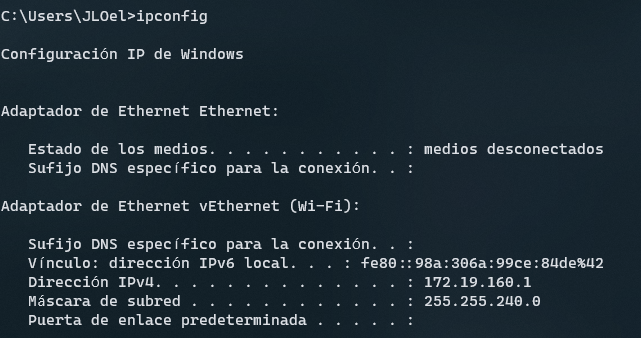 C:\Users\JLOel>ipconfig
Configuración IP de Windows
Adaptador de Ethernet Ethernet:
Estado de los medios. . . . . . . . . . . : medios desconectados
Sufijo DNS específico para la conexión. . :
Adaptador de Ethernet vEthernet (Wi-Fi):
Sufijo DNS específico para la conexión. . :
Vínculo: dirección IPv6 local. . . : fe80::98a:306a:99ce:84de%42
Dirección IPv4. . . . . . . . . . . . . . : 172.19.160.1
Máscara de subred . . . . . . . . . . . . : 255.255.240.0
Puerta de enlace predeterminada . . . . . :